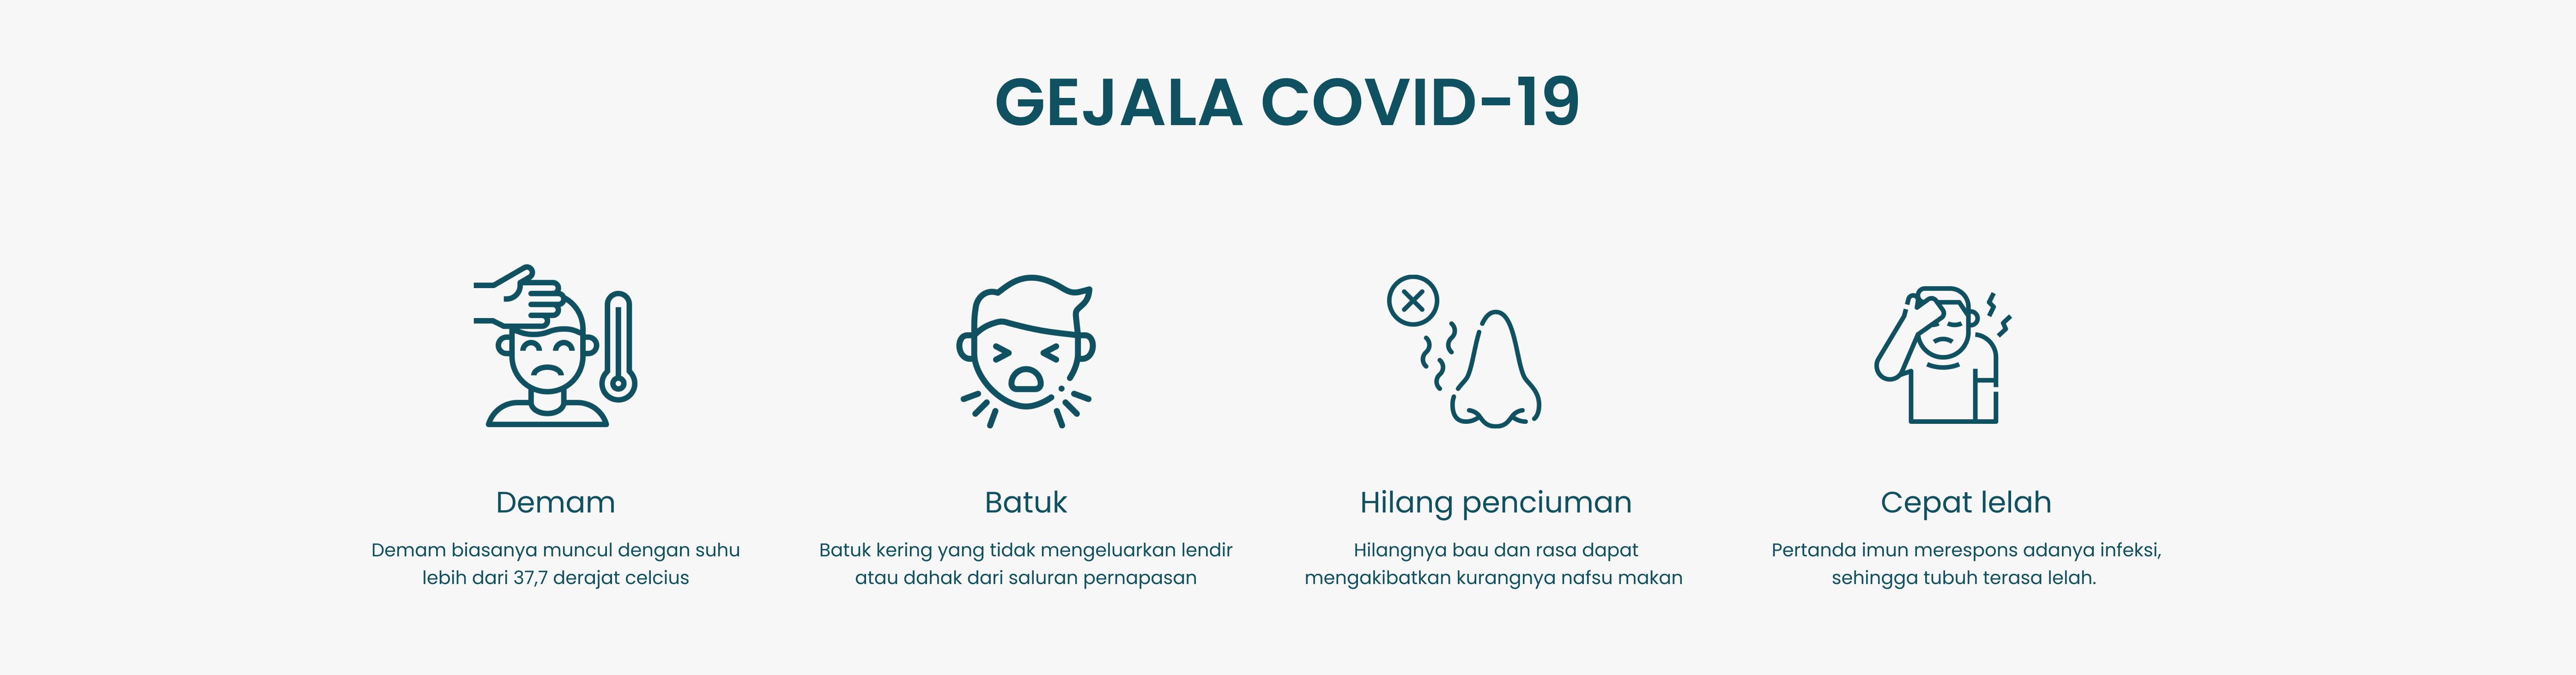 GEJALA COVID-19
Demam
Demam biasanya muncul dengan suhu
lebih dari 37,7 derajat celcius
Batuk
Batuk kering yang tidak mengeluarkan lendir
atau dahak dari saluran pernapasan
Hilang penciuman
Hilangnya bau dan rasa dapat
mengakibatkan kurangnya nafsu makan
Cepat lelah
Pertanda imun merespons adanya infeksi,
sehingga tubuh terasa lelah.